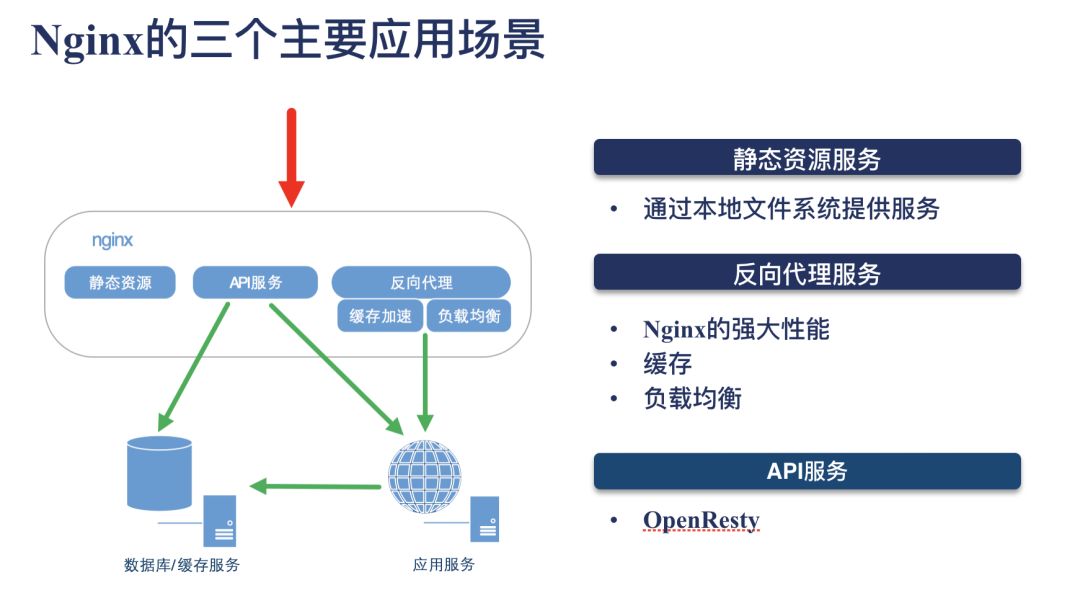 Nginx的三个主要应用场景
nginx
静态资源
API服务
反向代理
缓存加速
负载均衡
数据库/缓存服务
应用服务
静态资源服务
• 通过本地文件系统提供服务
反向代理服务
• Nginx的强大性能
• 缓存
• 负载均衡
API服务
• OpenResty